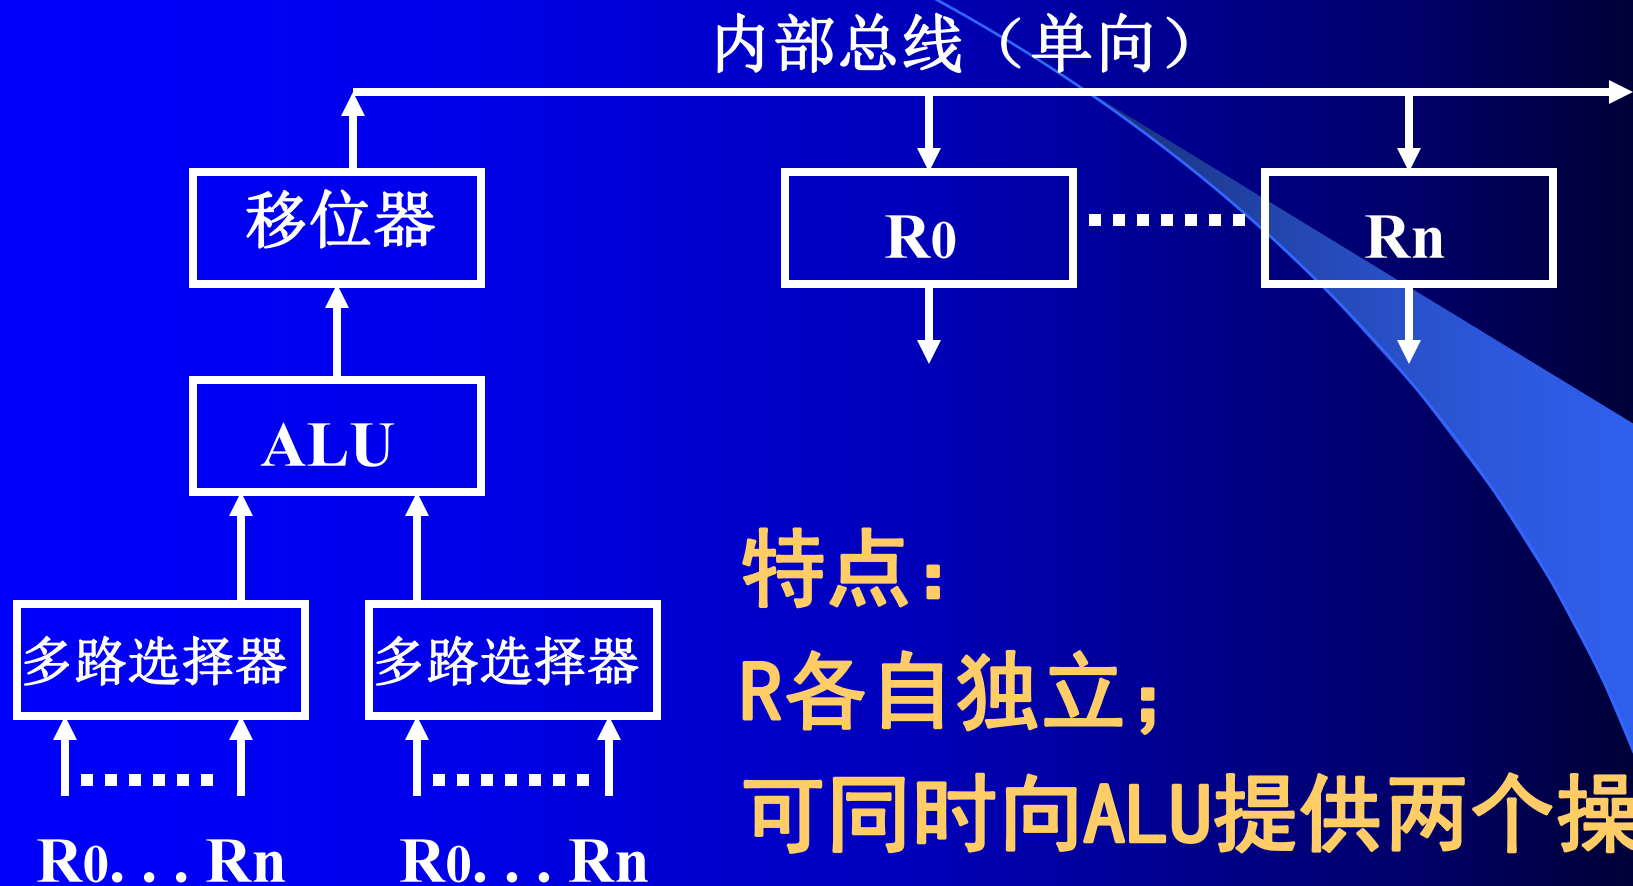 内部总线（单向）
移位器
R0
Rn
ALU
特点：
多路选择器
多路选择器
R各自独立；
可同时向ALU提供两个操
R0. . . Rn
R0. . . Rn